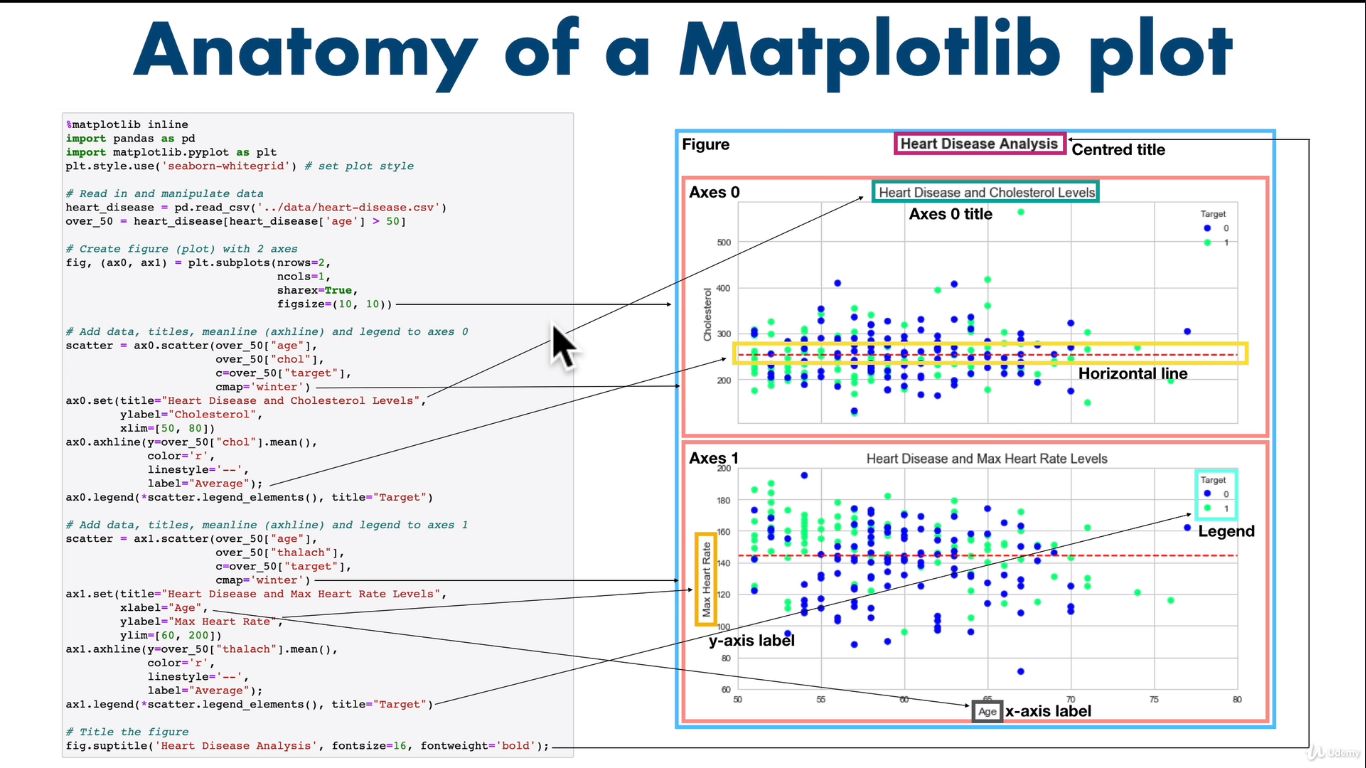 Anatomy of a Matplotlib plot
%matplotlib inline
import pandas as pd
import matplotlib.pyplot as plt
plt.style.use('seaborn-whitegrid') # set plot style
# Read in and manipulate data
heart_disease = pd.read_csv('../data/heart-disease.csv')
over_50 = heart_disease[heart_disease['age'] > 50]
# Create figure (plot) with 2 axes
fig, (ax0, ax1) = plt.subplots(nrows=2,
ncols=1,
sharex=True,
figsize=(10, 10))
# Add data, titles, meanline (axhline) and legend to axes 0
scatter = ax0.scatter(over_50["age"],
over_50["chol"],
c=over_50["target"],
cmap='winter')
ax0.set(title="Heart Disease and Cholesterol Levels",
ylabel="Cholesterol",
xlim=[50, 80])
ax0.axhline(y=over_50["chol"].mean(),
color='r',
linestyle='--',
label="Average");
ax0.legend(*scatter.legend_elements(), title="Target")
# Add data, titles, meanline (axhline) and legend to axes 1
scatter = ax1.scatter(over_50["age"],
over_50["thalach"],
c=over_50["target"],
cmap='winter')
ax1.set(title="Heart Disease and Max Heart Rate Levels",
xlabel="Age",
ylabel="Max Heart Rate",
ylim=[60, 200])
ax1.axhline(y=over_50["thalach"].mean(),
color='r',
linestyle='--',
label="Average");
ax1.legend(*scatter.legend_elements(), title="Target")
# Title the figure
fig.suptitle('Heart Disease Analysis', fontsize=16, fontweight='bold');
Figure
Heart Disease Analysis
Centred title
Axes 0
Heart Disease and Cholesterol Levels
Axes 0 title
Target
0
1
500
400
300
200
Cholesterol
Horizontal line
Axes 1
Heart Disease and Max Heart Rate Levels
Target
0
1
Legend
200
180
160
140
120
100
80
60
Max Heart Rate
y-axis label
50 55 60 65 70 75 80
Age
x-axis label
Udemy